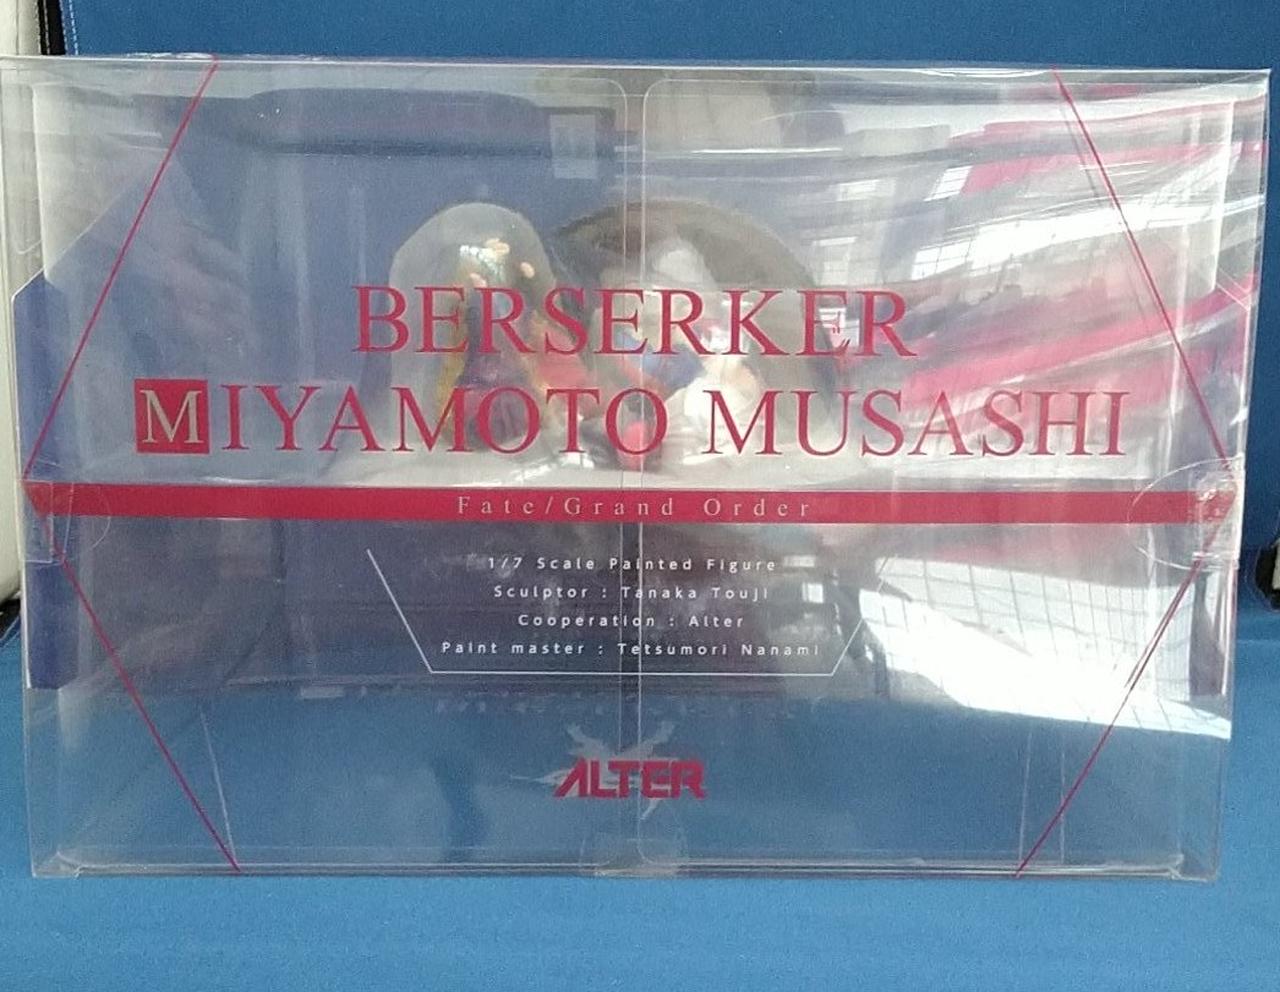 BERSERKER
MIYAMOTO MUSASHI
Fate/Grand Order
1/7 Scale Painted Figure
Sculptor : Tanaka Touji
Cooperation : Alter
Paint master : Tetsumori Nanami
ALTER